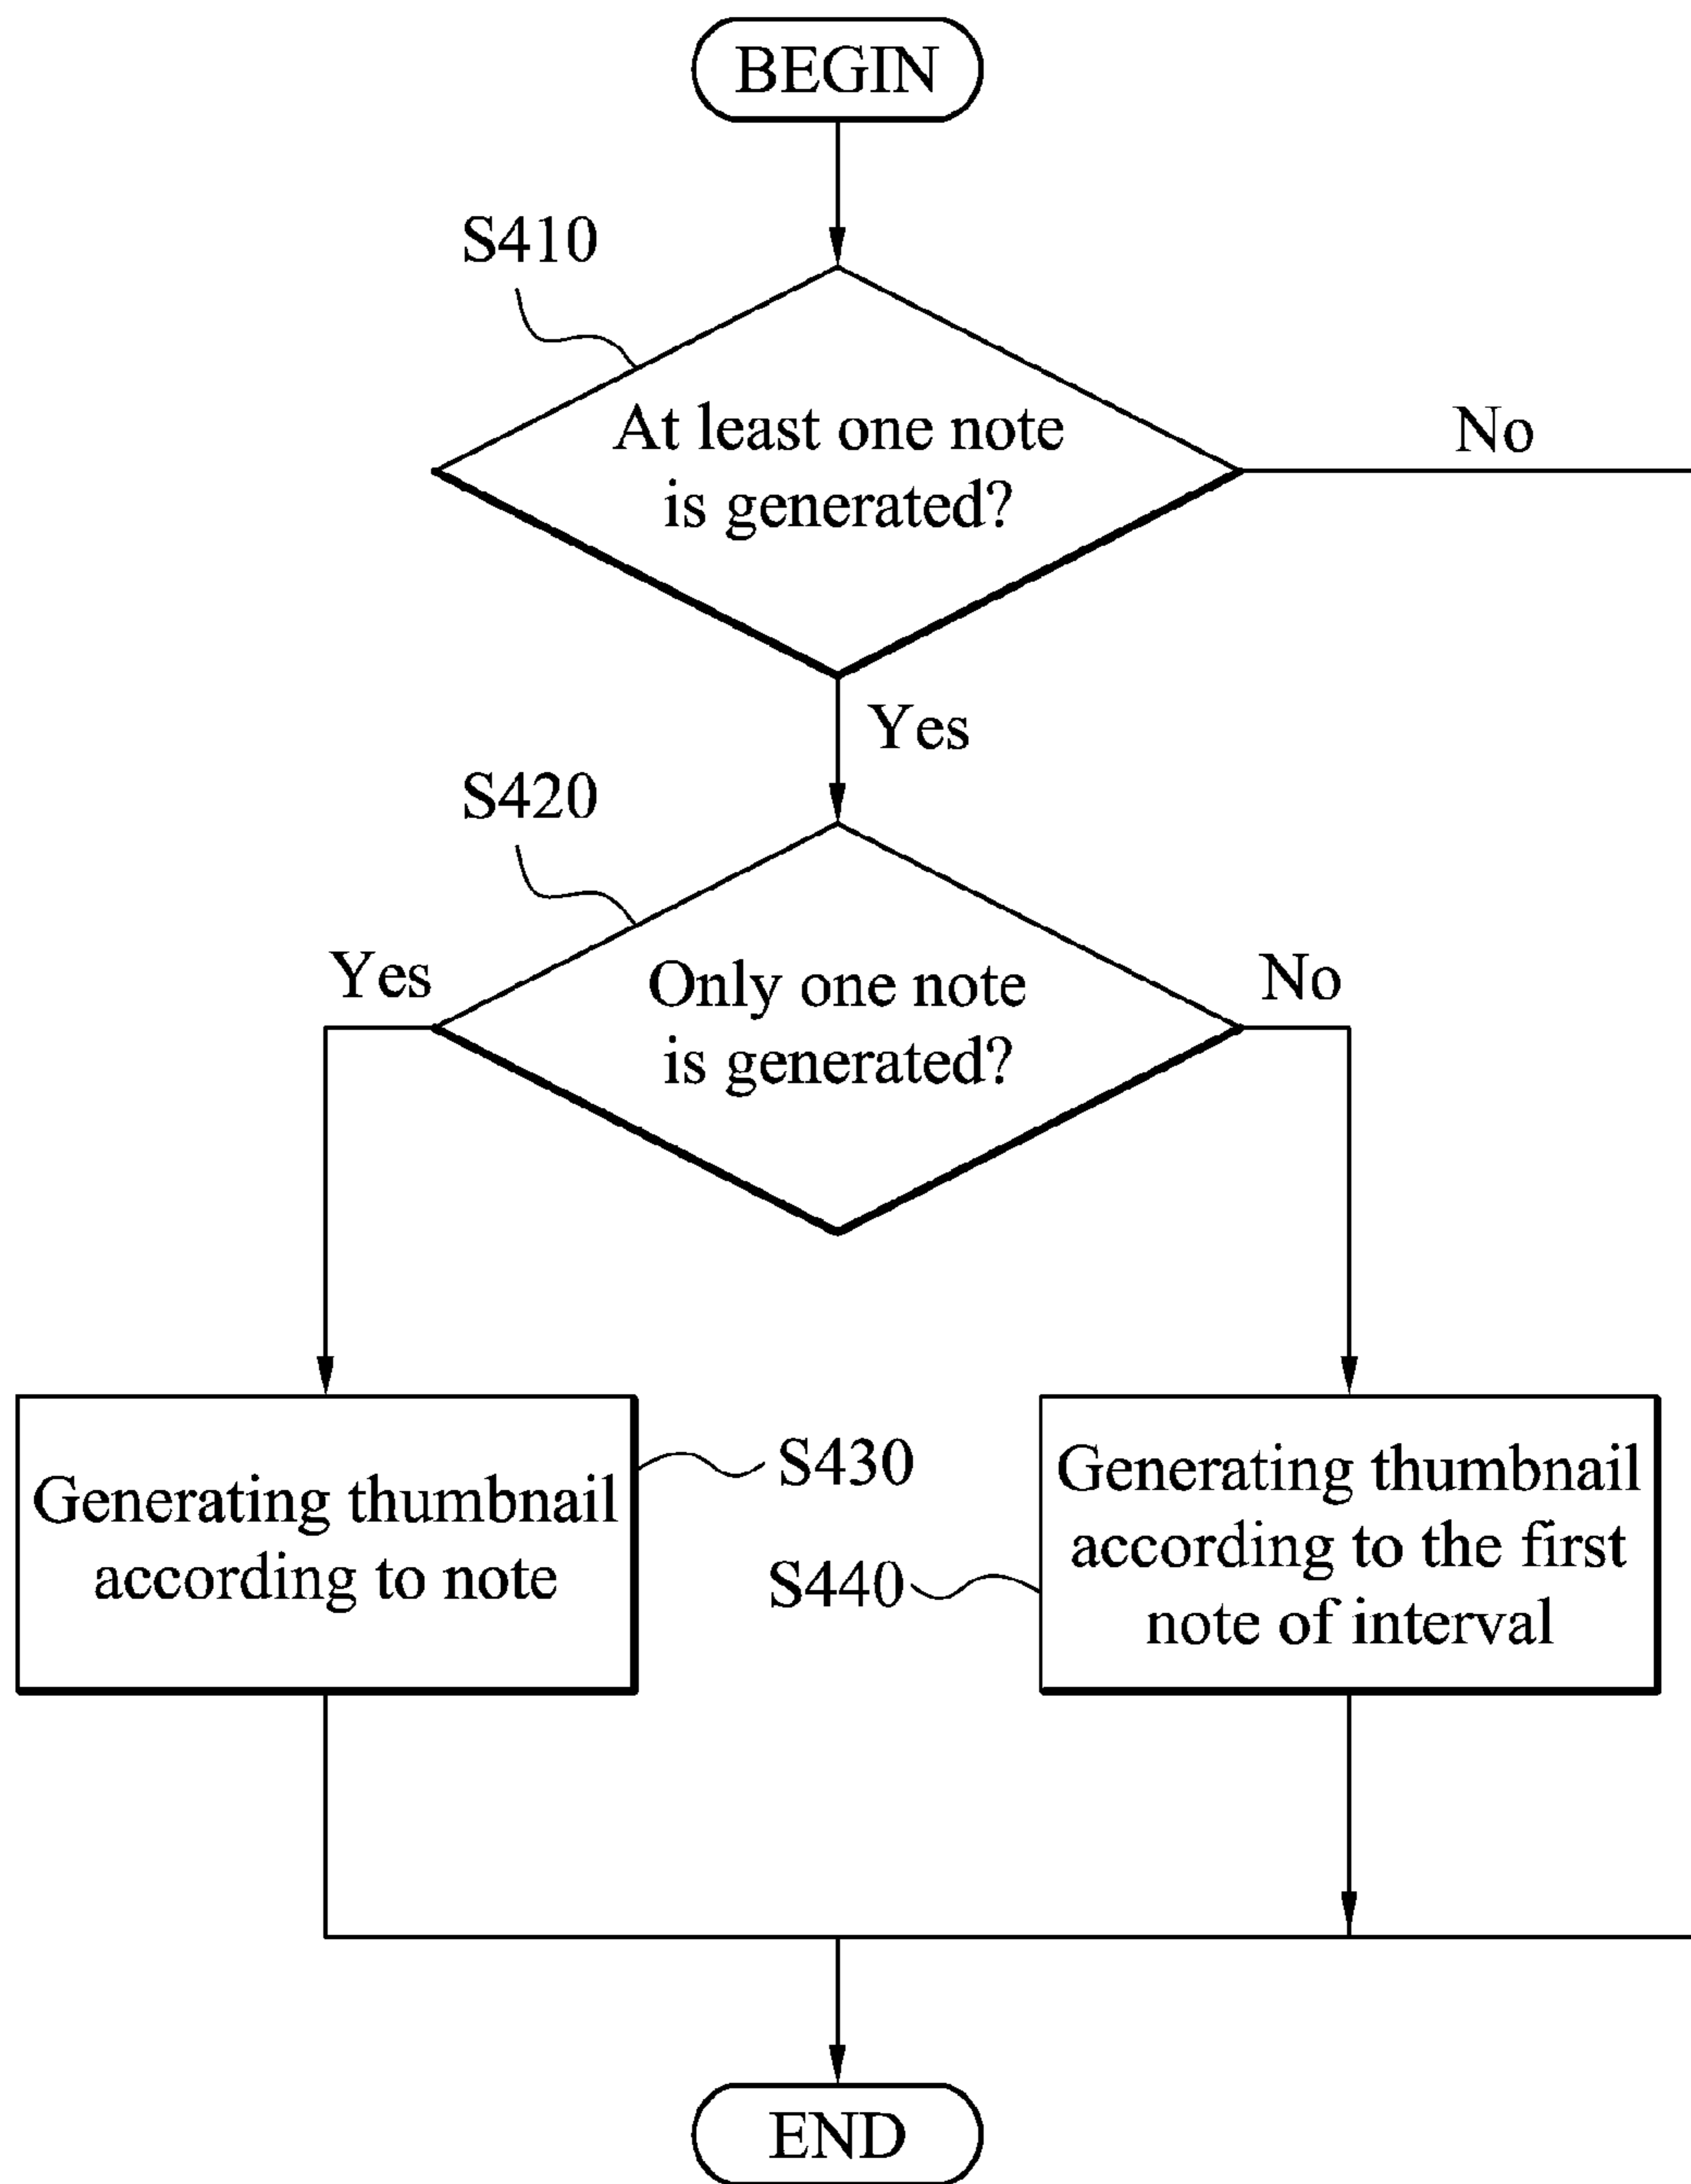 BEGIN
S410
At least one note
is generated?
No
Yes
S420
Yes
Only one note
is generated?
No
Generating thumbnail
according to note
S430
S440
Generating thumbnail
according to the first
note of interval
END